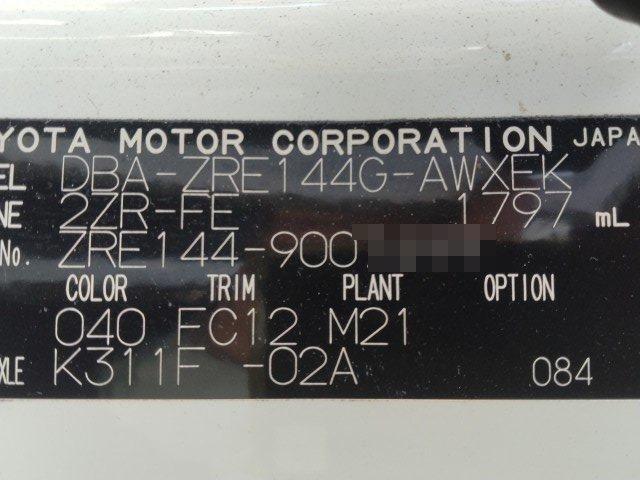 YOTA MOTOR CORPORATION JAPA
EL DBA-ZRE144G-AWXEK
NE 2ZR-FE 1797 mL
No. ZRE144-900
COLOR TRIM PLANT OPTION
040 FC12 M21
XLE K311F -02A 084